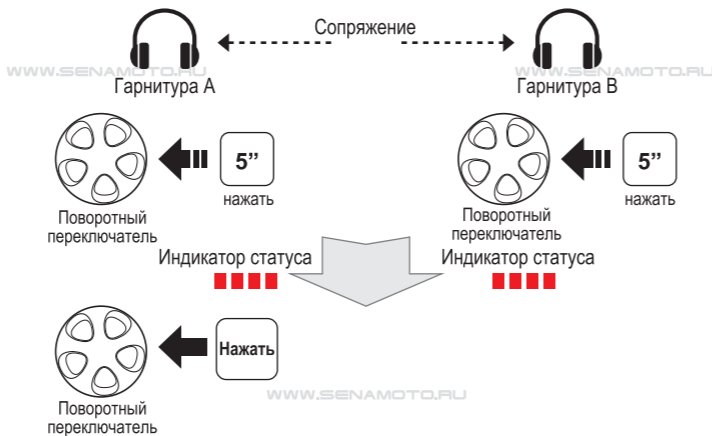 Сопряжение
WWW.SENAMOTO.RU
WWW.SENAMOTO.RU
Гарнитура A
Гарнитура B
5”
5”
нажать
нажать
Поворотный
переключатель
Поворотный
переключатель
Индикатор статуса
Индикатор статуса
Нажать
WWW.SENAMOTO.RU
Поворотный
переключатель